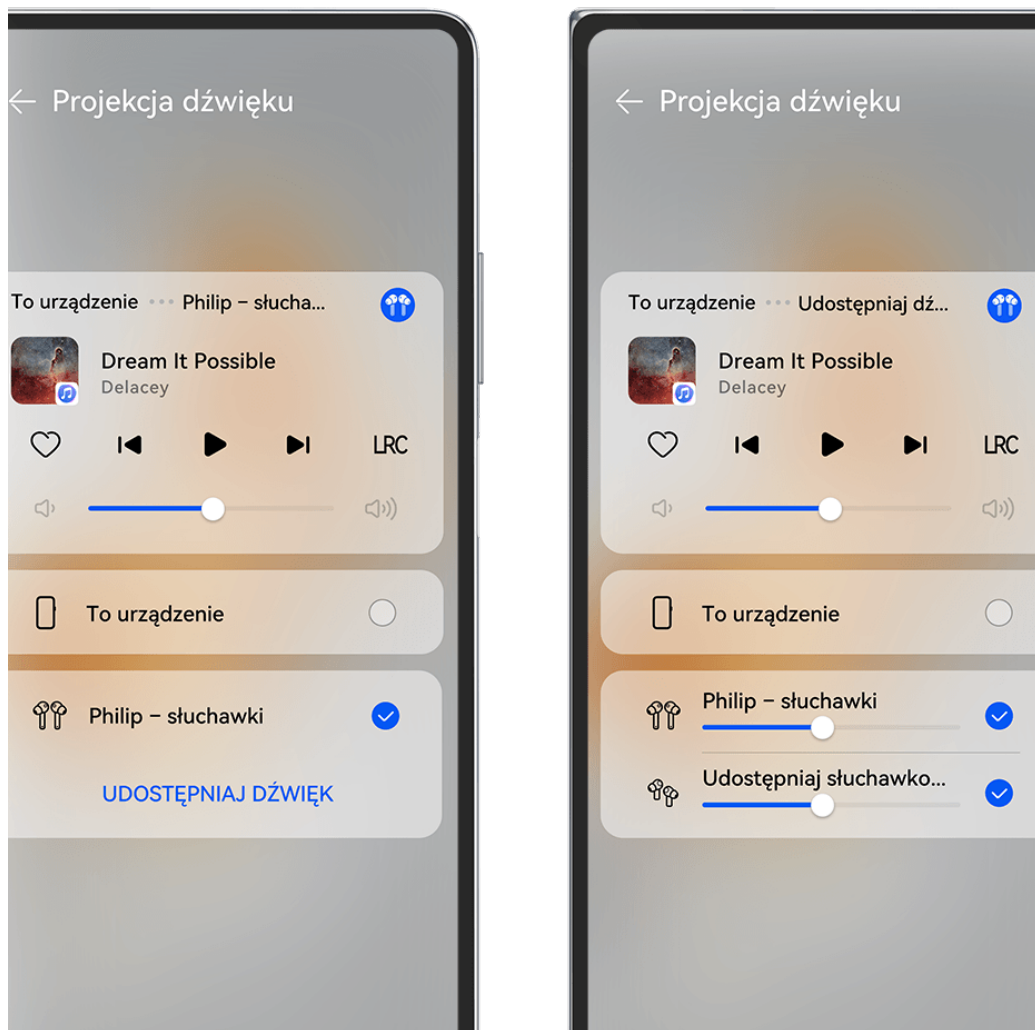 Projekcja dźwięku
To urządzenie ··· Philip – słucha...
Dream It Possible
Delacey
LRC
To urządzenie
Philip – słuchawki
UDOSTĘPNIAJ DŹWIĘK
Projekcja dźwięku
To urządzenie ··· Udostępniaj dź...
Dream It Possible
Delacey
LRC
To urządzenie
Philip – słuchawki
Udostępniaj słuchawko...